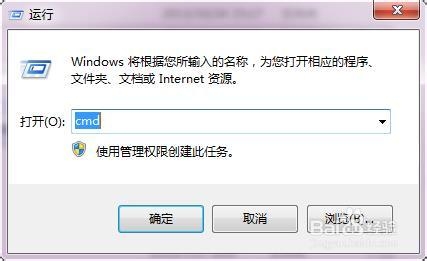 运行
Windows 将根据您所输入的名称，为您打开相应的程序、
文件夹、文档或 Internet 资源。
打开(O): cmd
使用管理权限创建此任务。
确定 取消 浏览(B)...
Baidu经验
jingyan.baidu.com